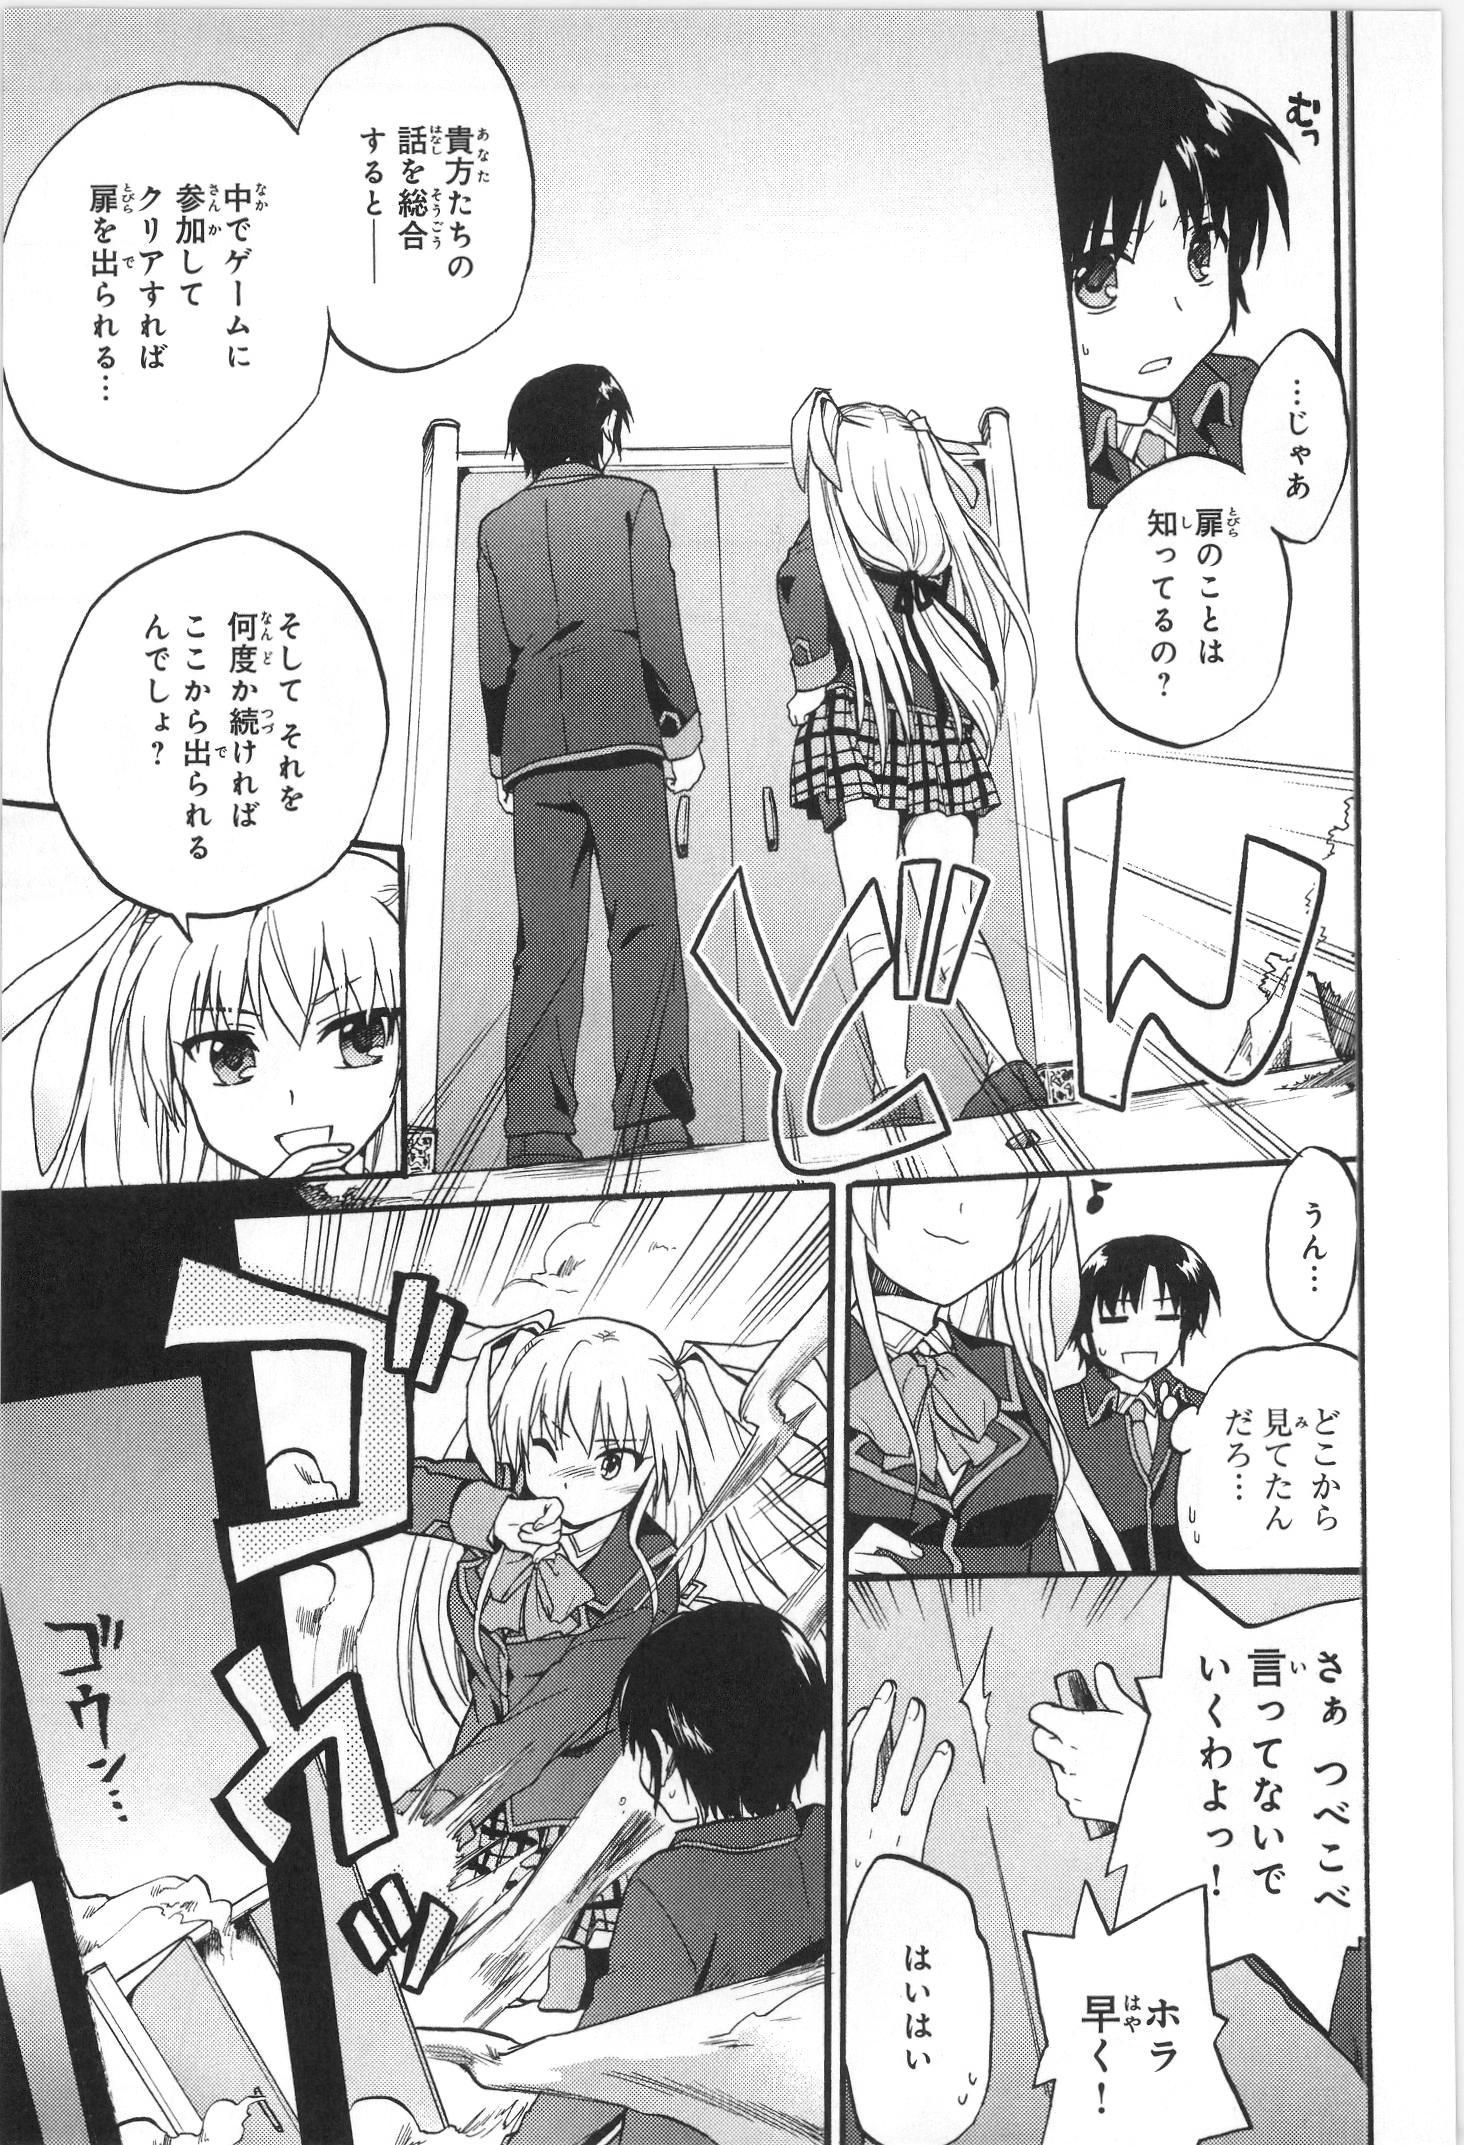 むっ
…じゃあ
扉のことは
知ってるの？
貴方たちの
話を総合
すると──
中でゲームに
参加して
クリアすれば
扉を出られる…
どん
そして それを
何度か続ければ
ここから出られる
んでしょ？
うん…
♪
どこから
見てたん
だろ…
さぁ つべこべ
言ってないで
いくわよっ！
ホラ
早く！
はいはい
ゴウン…